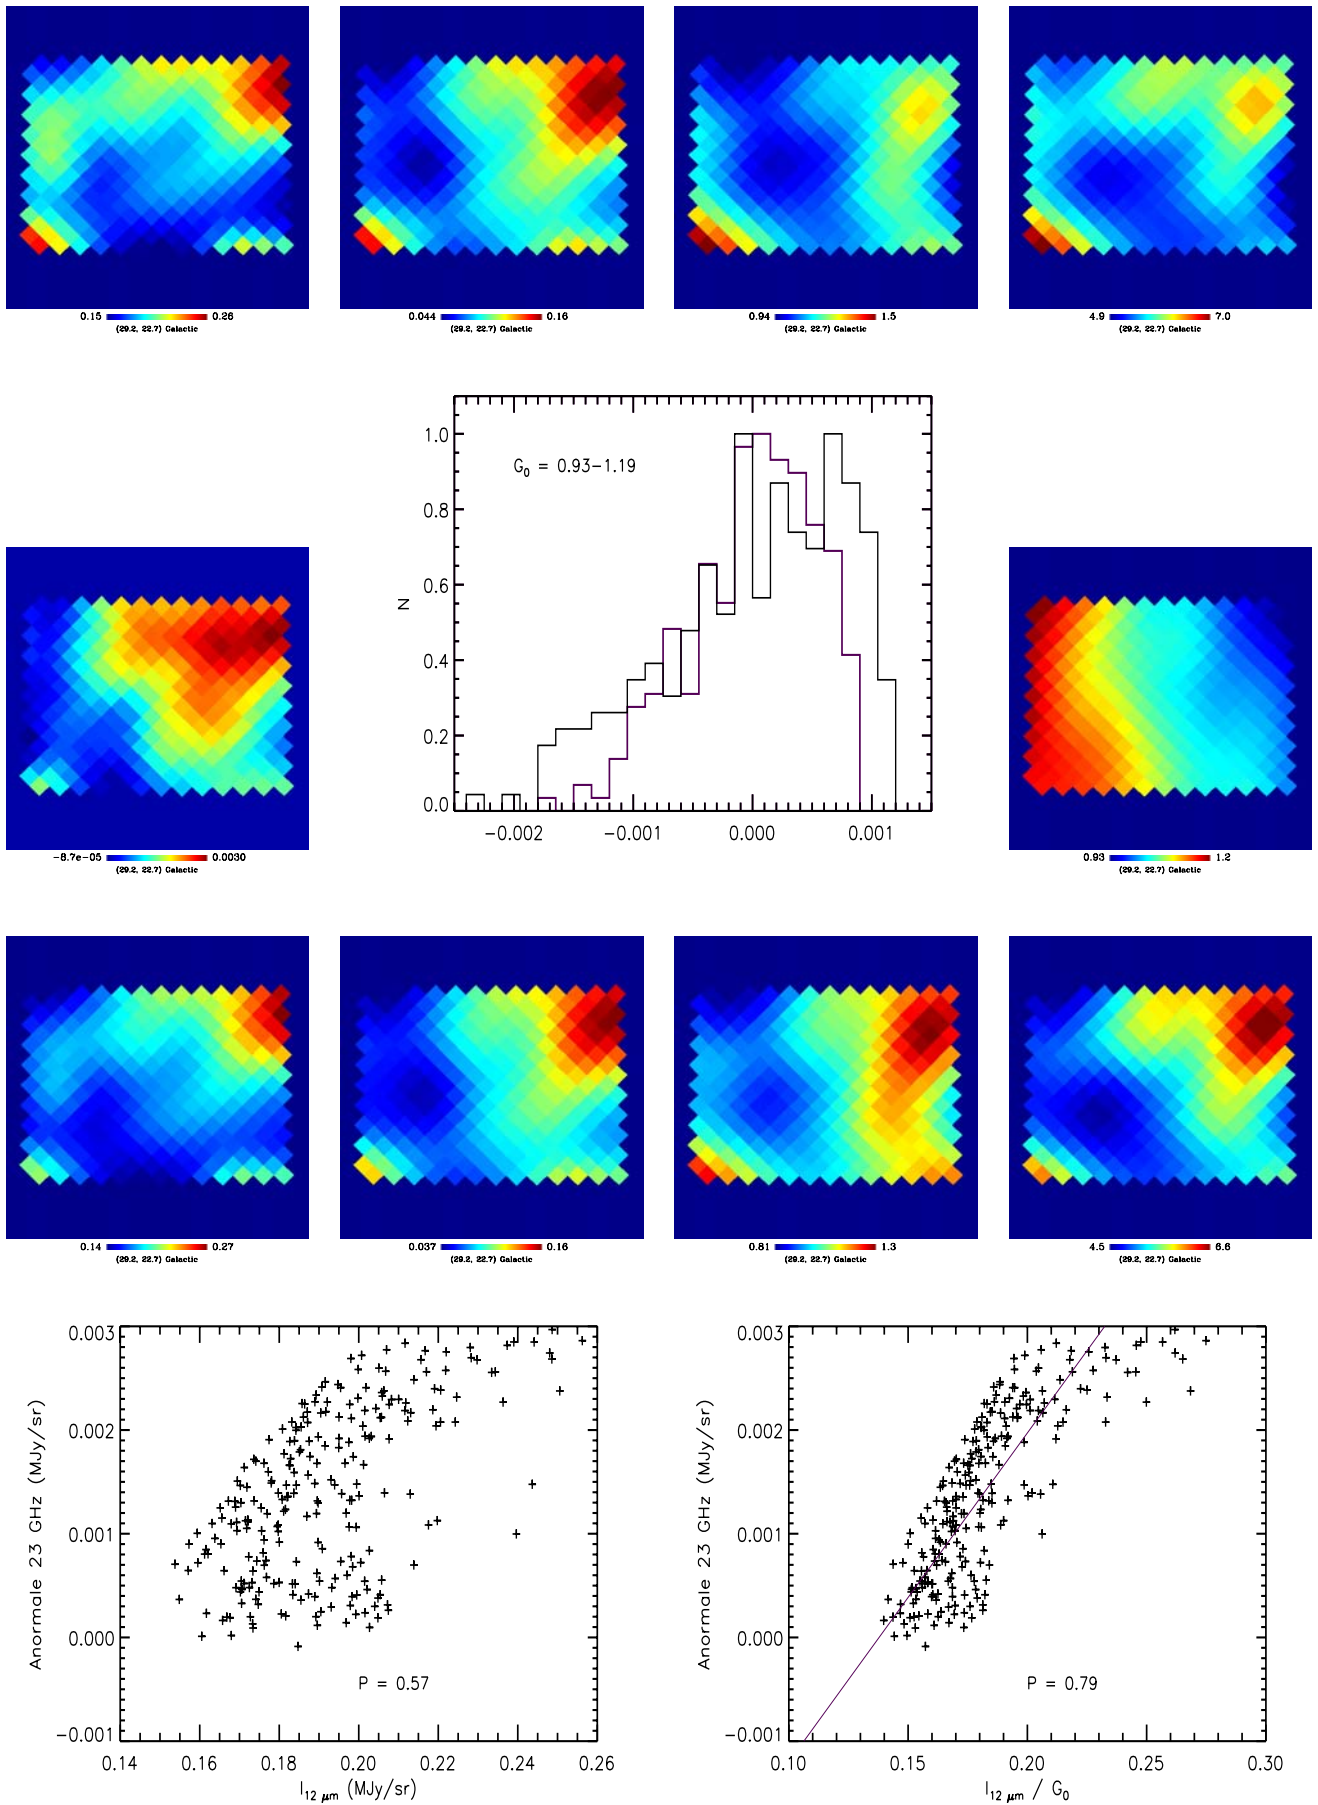 0.15 0.26
(29.2, 22.7) Galactic
0.044 0.16
(29.2, 22.7) Galactic
0.94 1.5
(29.2, 22.7) Galactic
4.9 7.0
(29.2, 22.7) Galactic
G0 = 0.93-1.19
N
1.0
0.8
0.6
0.4
0.2
0.0
-0.002 -0.001 0.000 0.001
-8.7e-05 0.0030
(29.2, 22.7) Galactic
0.93 1.2
(29.2, 22.7) Galactic
0.14 0.27
(29.2, 22.7) Galactic
0.037 0.16
(29.2, 22.7) Galactic
0.81 1.3
(29.2, 22.7) Galactic
4.5 6.6
(29.2, 22.7) Galactic
Anormale 23 GHz (MJy/sr)
0.003
0.002
0.001
0.000
-0.001
P = 0.57
0.14 0.16 0.18 0.20 0.22 0.24 0.26
I12 μm (MJy/sr)
Anormale 23 GHz (MJy/sr)
0.003
0.002
0.001
0.000
-0.001
P = 0.79
0.10 0.15 0.20 0.25 0.30
I12 μm / G0